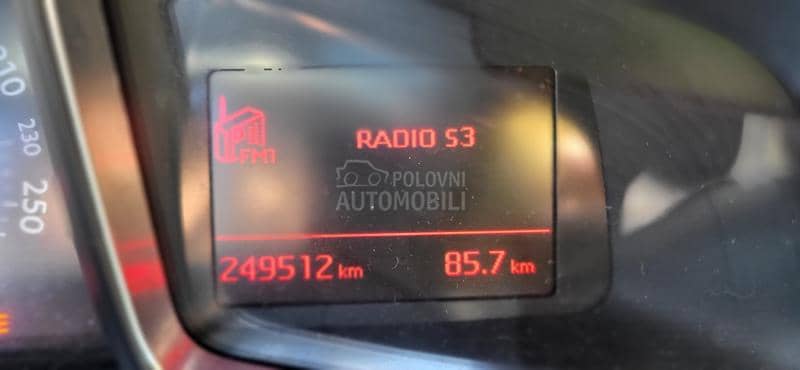 210
230
250
FM1
RADIO S3
POLOVNI
AUTOMOBILI
249512 km
85.7 km